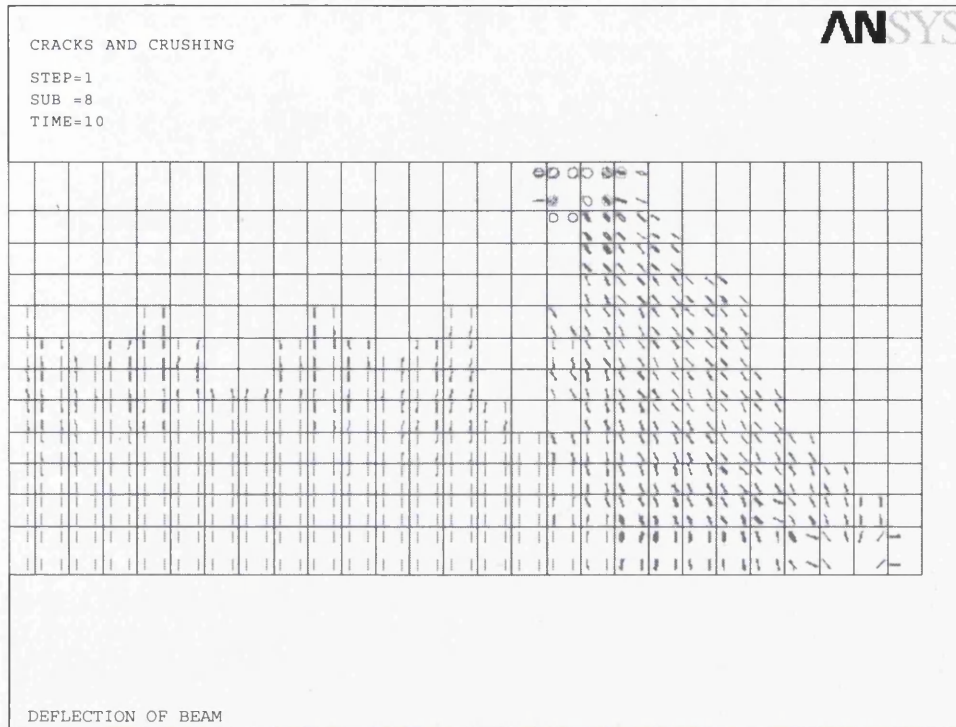 ANSYS
CRACKS AND CRUSHING
STEP=1
SUB =8
TIME=10
DEFLECTION OF BEAM